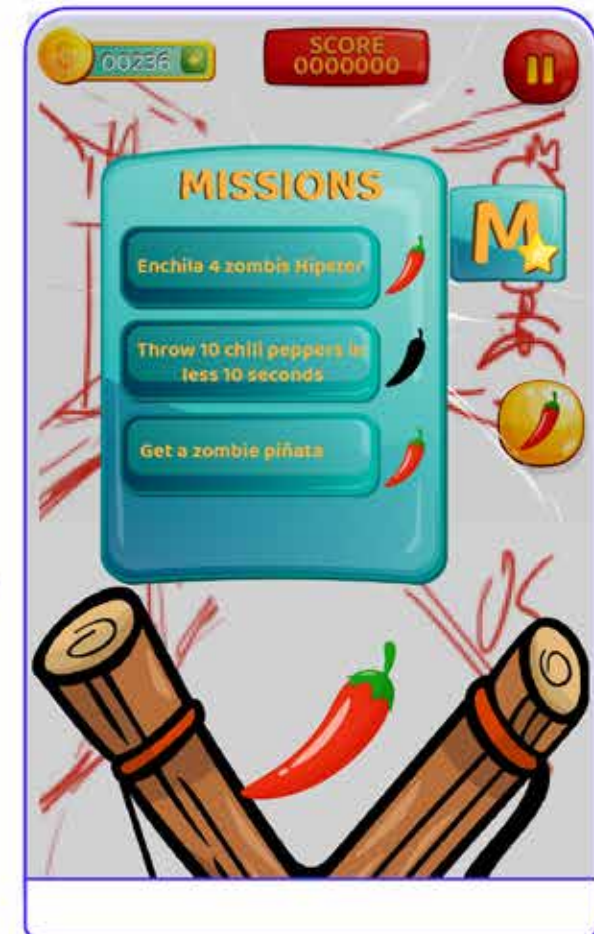 00236
SCORE
0000000
MISSIONS
M
Enchila 4 zombis Hipster
Throw 10 chili peppers in
less 10 seconds
Get a zombie piñata